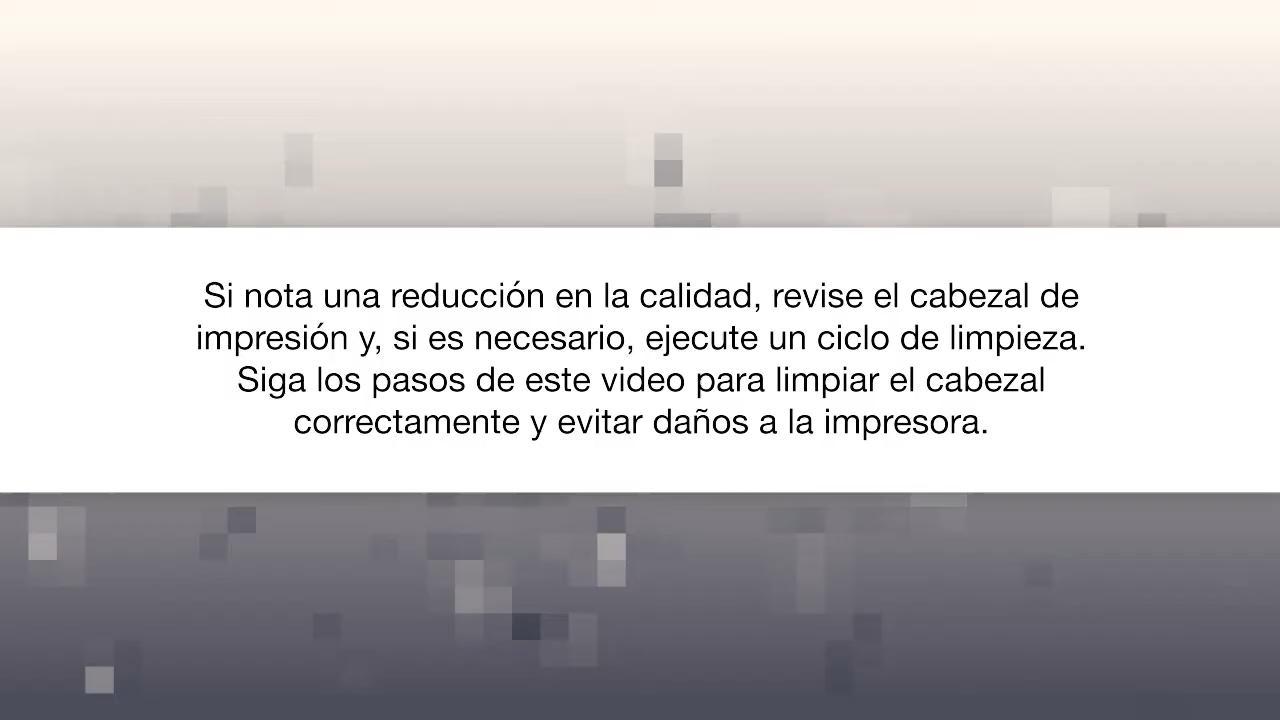 Si nota una reducción en la calidad, revise el cabezal de
impresión y, si es necesario, ejecute un ciclo de limpieza.
Siga los pasos de este video para limpiar el cabezal
correctamente y evitar daños a la impresora.